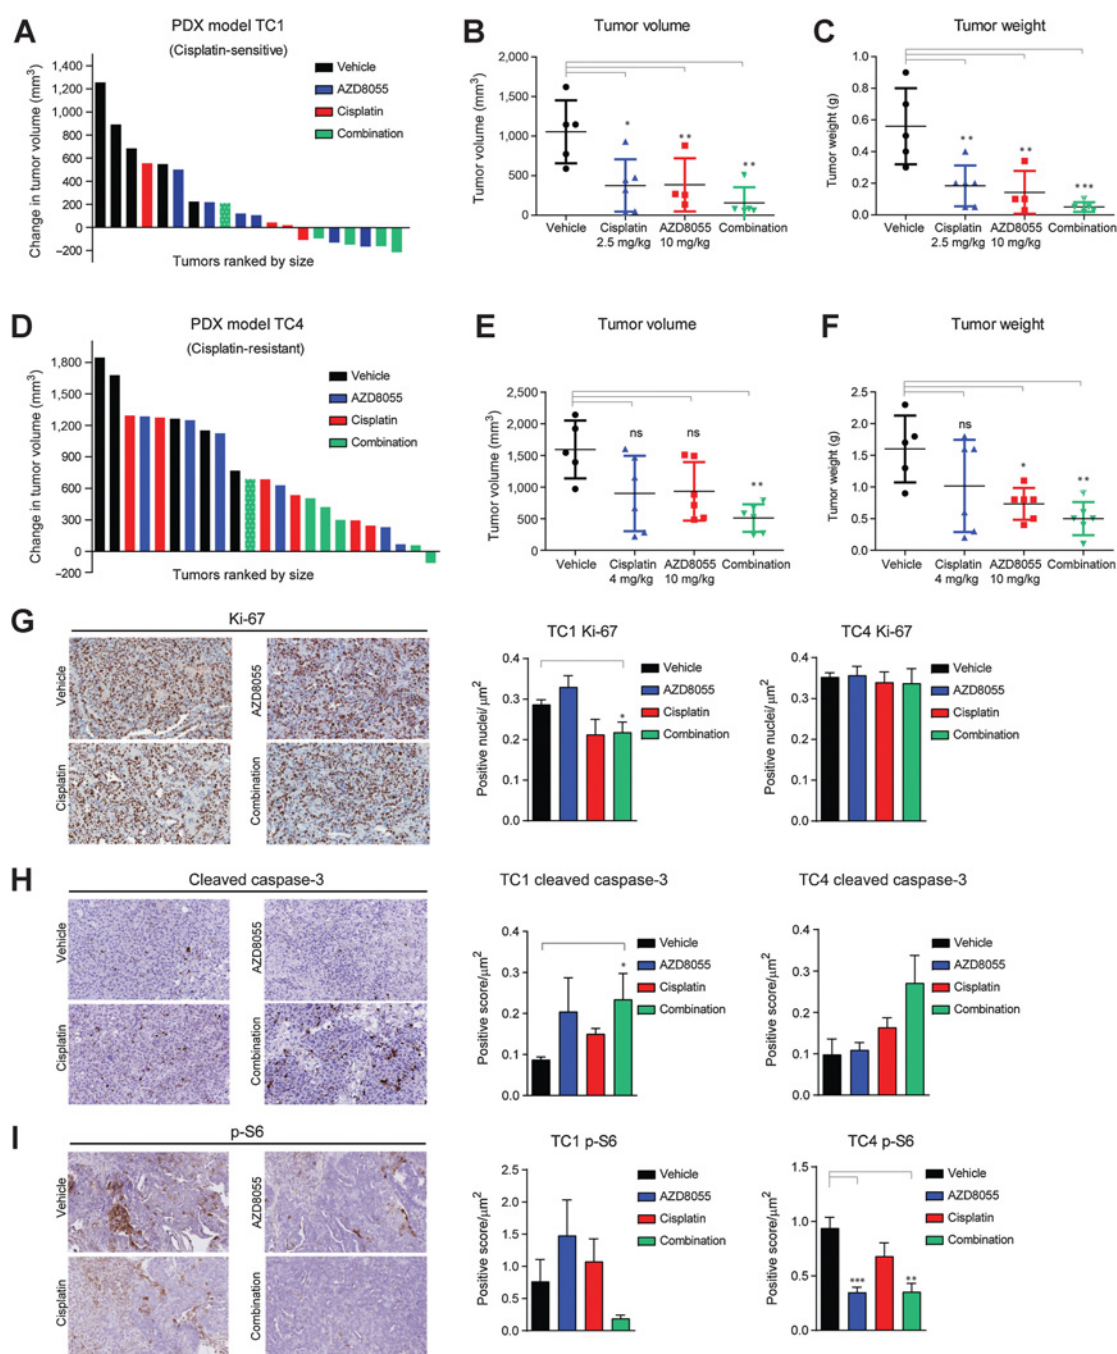 A
PDX model TC1
(Cisplatin-sensitive)
Change in tumor volume (mm3)
1,400
1,200
1,000
800
600
400
200
0
–200
Vehicle
AZD8055
Cisplatin
Combination
Tumors ranked by size
B
Tumor volume
Tumor volume (mm3)
2,000
1,500
1,000
500
0
*
**
**
Vehicle
Cisplatin
2.5 mg/kg
AZD8055
10 mg/kg
Combination
C
Tumor weight
Tumor weight (g)
1.0
0.8
0.6
0.4
0.2
0.0
**
**
***
Vehicle
Cisplatin
2.5 mg/kg
AZD8055
10 mg/kg
Combination
D
PDX model TC4
(Cisplatin-resistant)
Change in tumor volume (mm3)
1,800
1,500
1,200
900
600
300
0
–200
Vehicle
AZD8055
Cisplatin
Combination
Tumors ranked by size
E
Tumor volume
Tumor volume (mm3)
2,500
2,000
1,500
1,000
500
0
ns
ns
**
Vehicle
Cisplatin
4 mg/kg
AZD8055
10 mg/kg
Combination
F
Tumor weight
Tumor weight (g)
2.5
2.0
1.5
1.0
0.5
0.0
ns
*
**
Vehicle
Cisplatin
4 mg/kg
AZD8055
10 mg/kg
Combination
G
Ki-67
Vehicle
AZD8055
Cisplatin
Combination
TC1 Ki-67
Positive nuclei/μm2
0.4
0.3
0.2
0.1
0.0
*
Vehicle
AZD8055
Cisplatin
Combination
TC4 Ki-67
Positive nuclei/μm2
0.4
0.3
0.2
0.1
0.0
Vehicle
AZD8055
Cisplatin
Combination
H
Cleaved caspase-3
Vehicle
AZD8055
Cisplatin
Combination
TC1 cleaved caspase-3
Positive score/μm2
0.4
0.3
0.2
0.1
0.0
*
Vehicle
AZD8055
Cisplatin
Combination
TC4 cleaved caspase-3
Positive score/μm2
0.4
0.3
0.2
0.1
0.0
Vehicle
AZD8055
Cisplatin
Combination
I
p-S6
Vehicle
AZD8055
Cisplatin
Combination
TC1 p-S6
Positive score/μm2
2.5
2.0
1.5
1.0
0.5
0.0
Vehicle
AZD8055
Cisplatin
Combination
TC4 p-S6
Positive score/μm2
1.5
1.0
0.5
0.0
***
**
Vehicle
AZD8055
Cisplatin
Combination